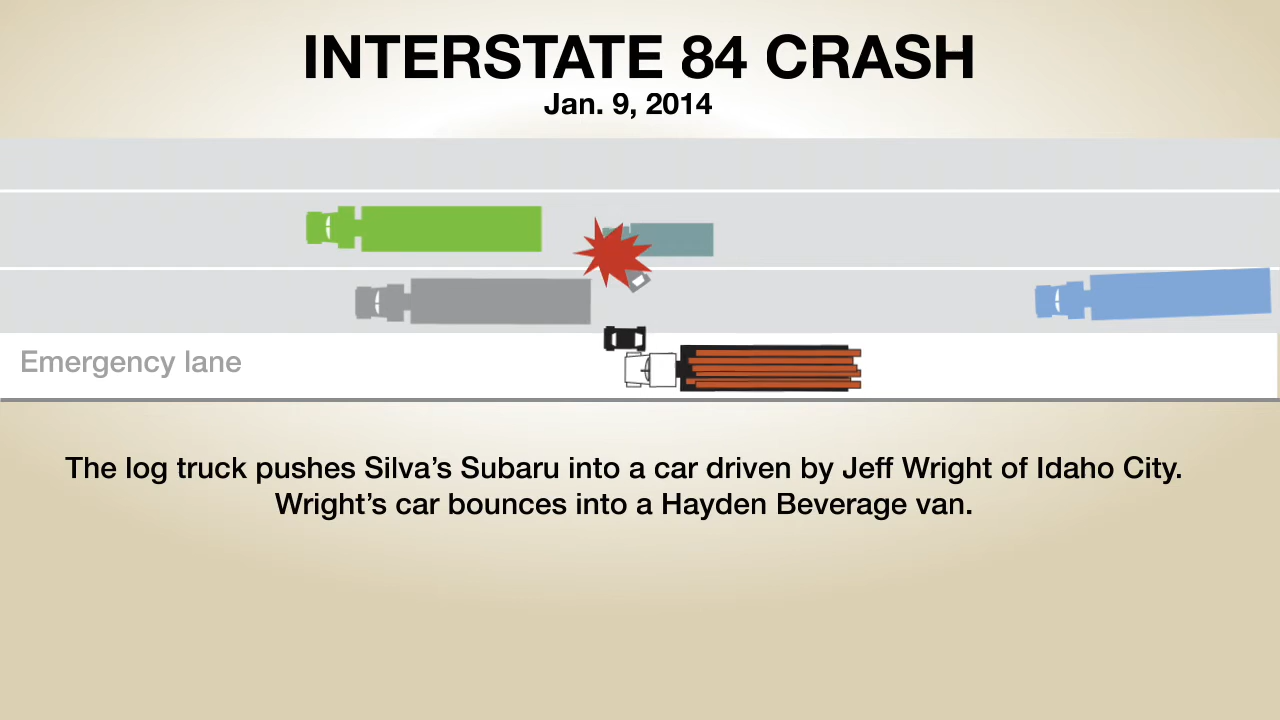 INTERSTATE 84 CRASH
Jan. 9, 2014
Emergency lane
The log truck pushes Silva’s Subaru into a car driven by Jeff Wright of Idaho City.
Wright’s car bounces into a Hayden Beverage van.